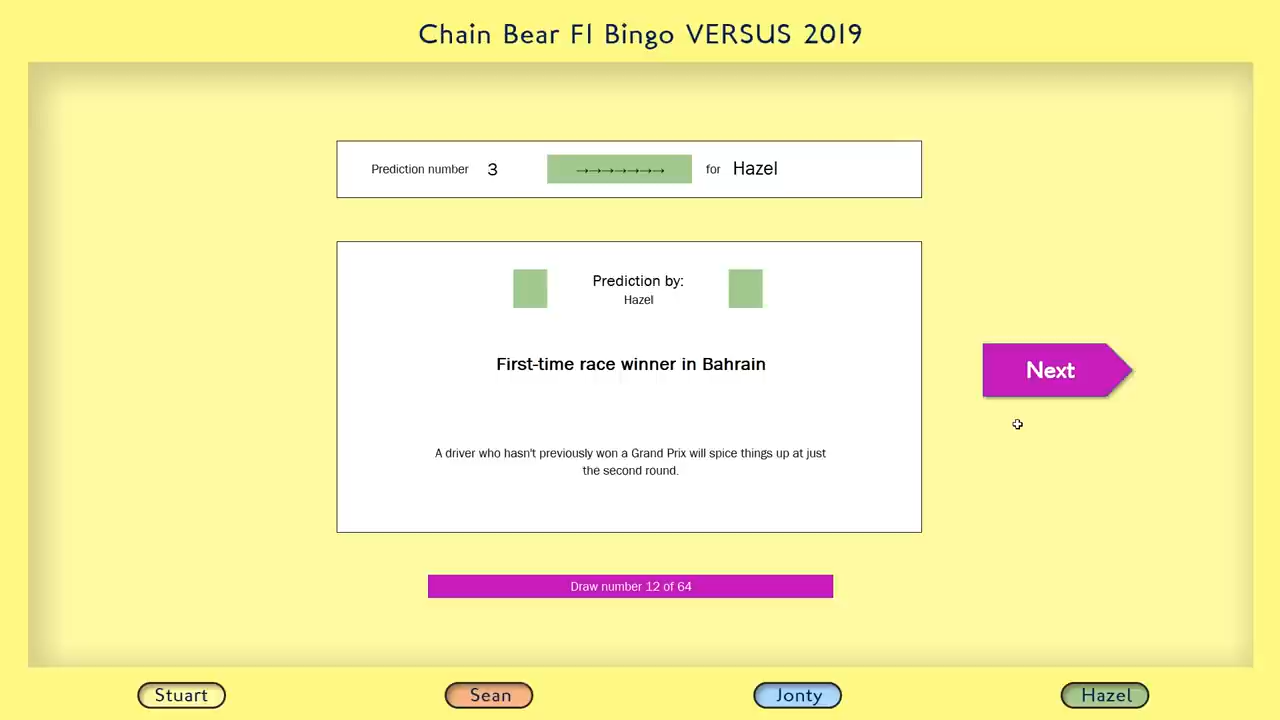 Chain Bear F1 Bingo VERSUS 2019
Prediction number 3 →→→→→→→ for Hazel
Prediction by:
Hazel
First-time race winner in Bahrain
Next
A driver who hasn't previously won a Grand Prix will spice things up at just
the second round.
Draw number 12 of 64
Stuart Sean Jonty Hazel